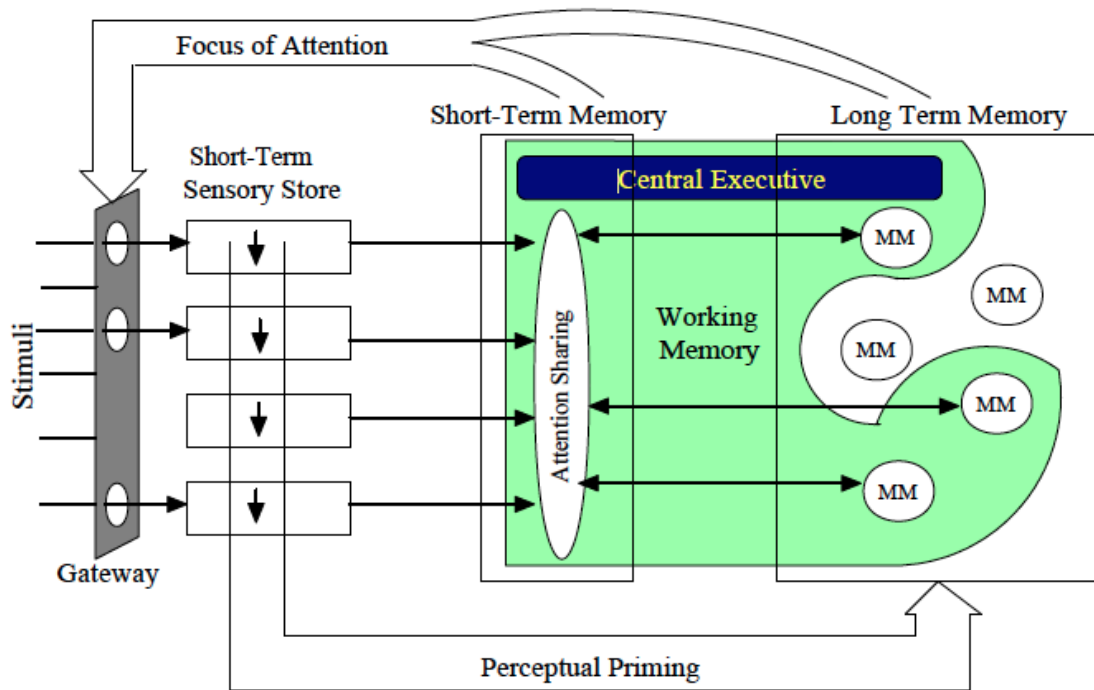 Focus of Attention
Short-Term Memory
Long Term Memory
Short-Term
Sensory Store
Central Executive
MM
MM
Working
Memory
MM
MM
MM
Attention Sharing
Stimuli
Gateway
Perceptual Priming